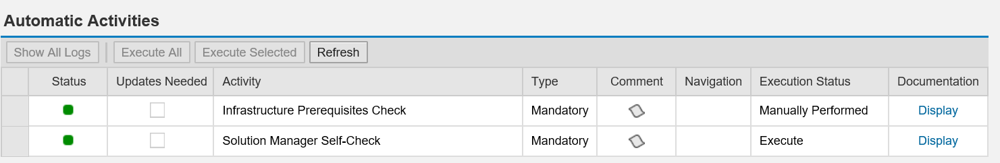 Automatic Activities
Show All Logs Execute All Execute Selected Refresh
Status Updates Needed Activity Type Comment Navigation Execution Status Documentation
Infrastructure Prerequisites Check Mandatory Manually Performed Display
Solution Manager Self-Check Mandatory Execute Display